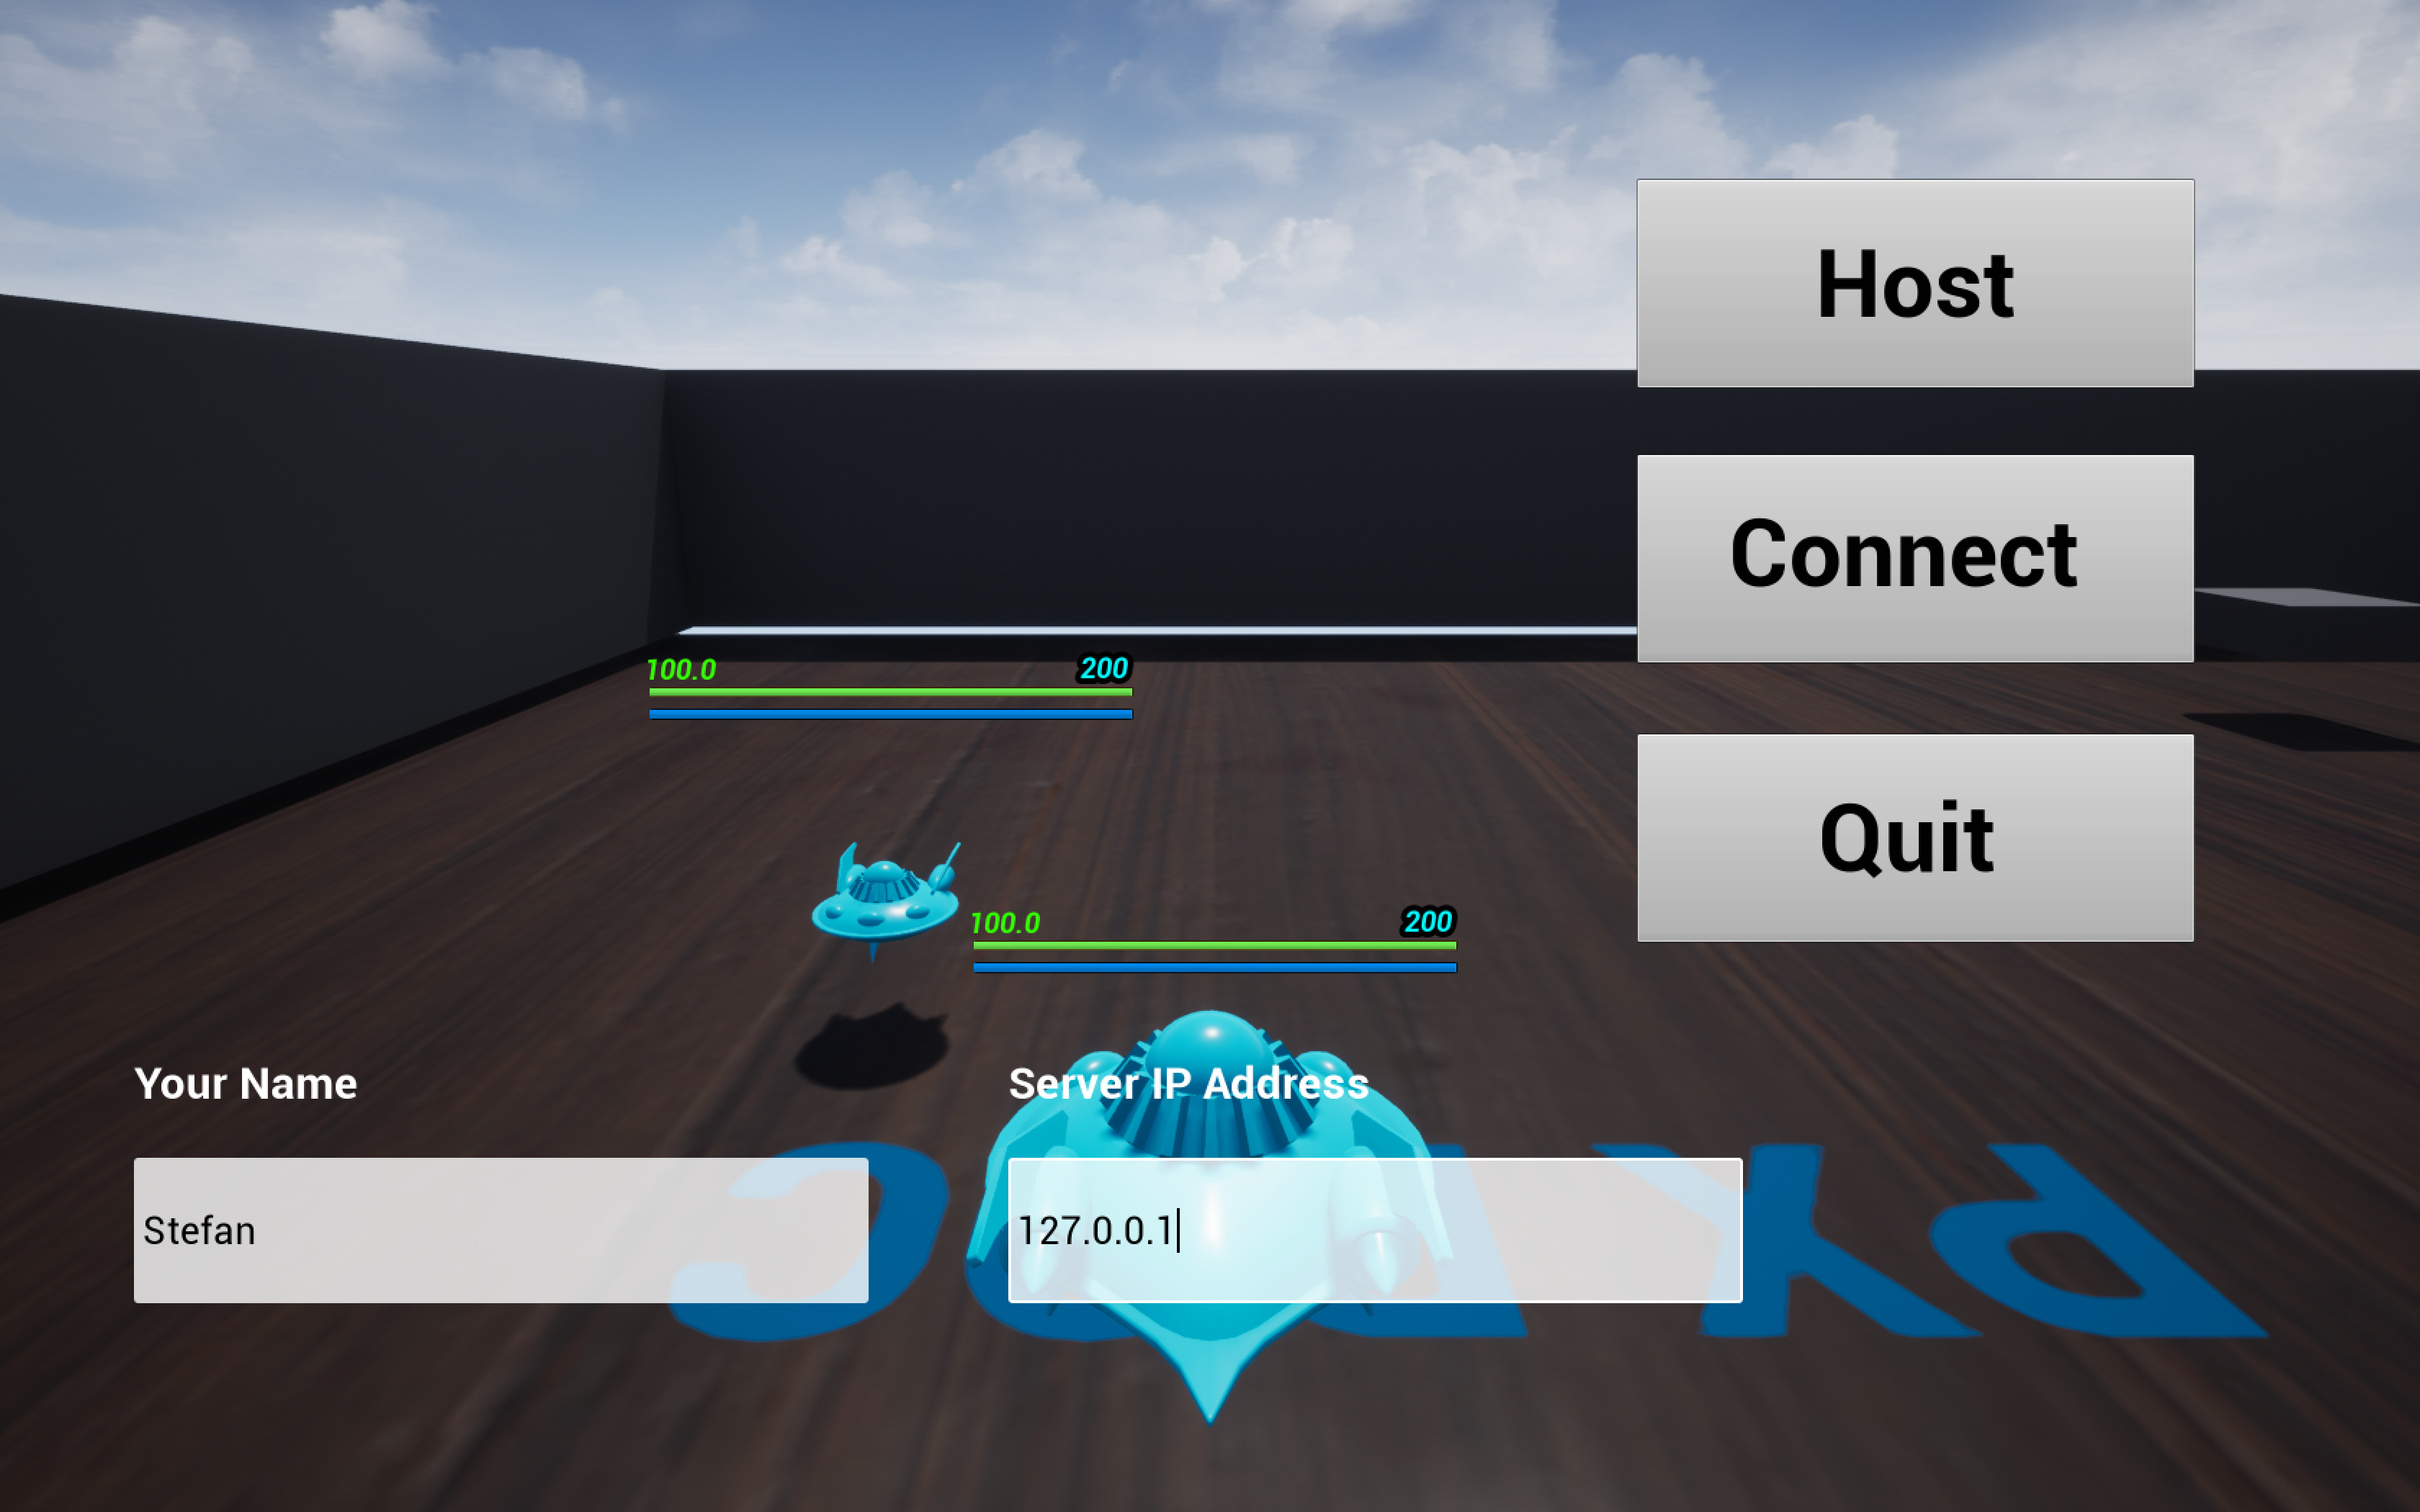 Host
Connect
100.0 200
Quit
100.0 200
Your Name
Server IP Address
Stefan
127.0.0.1